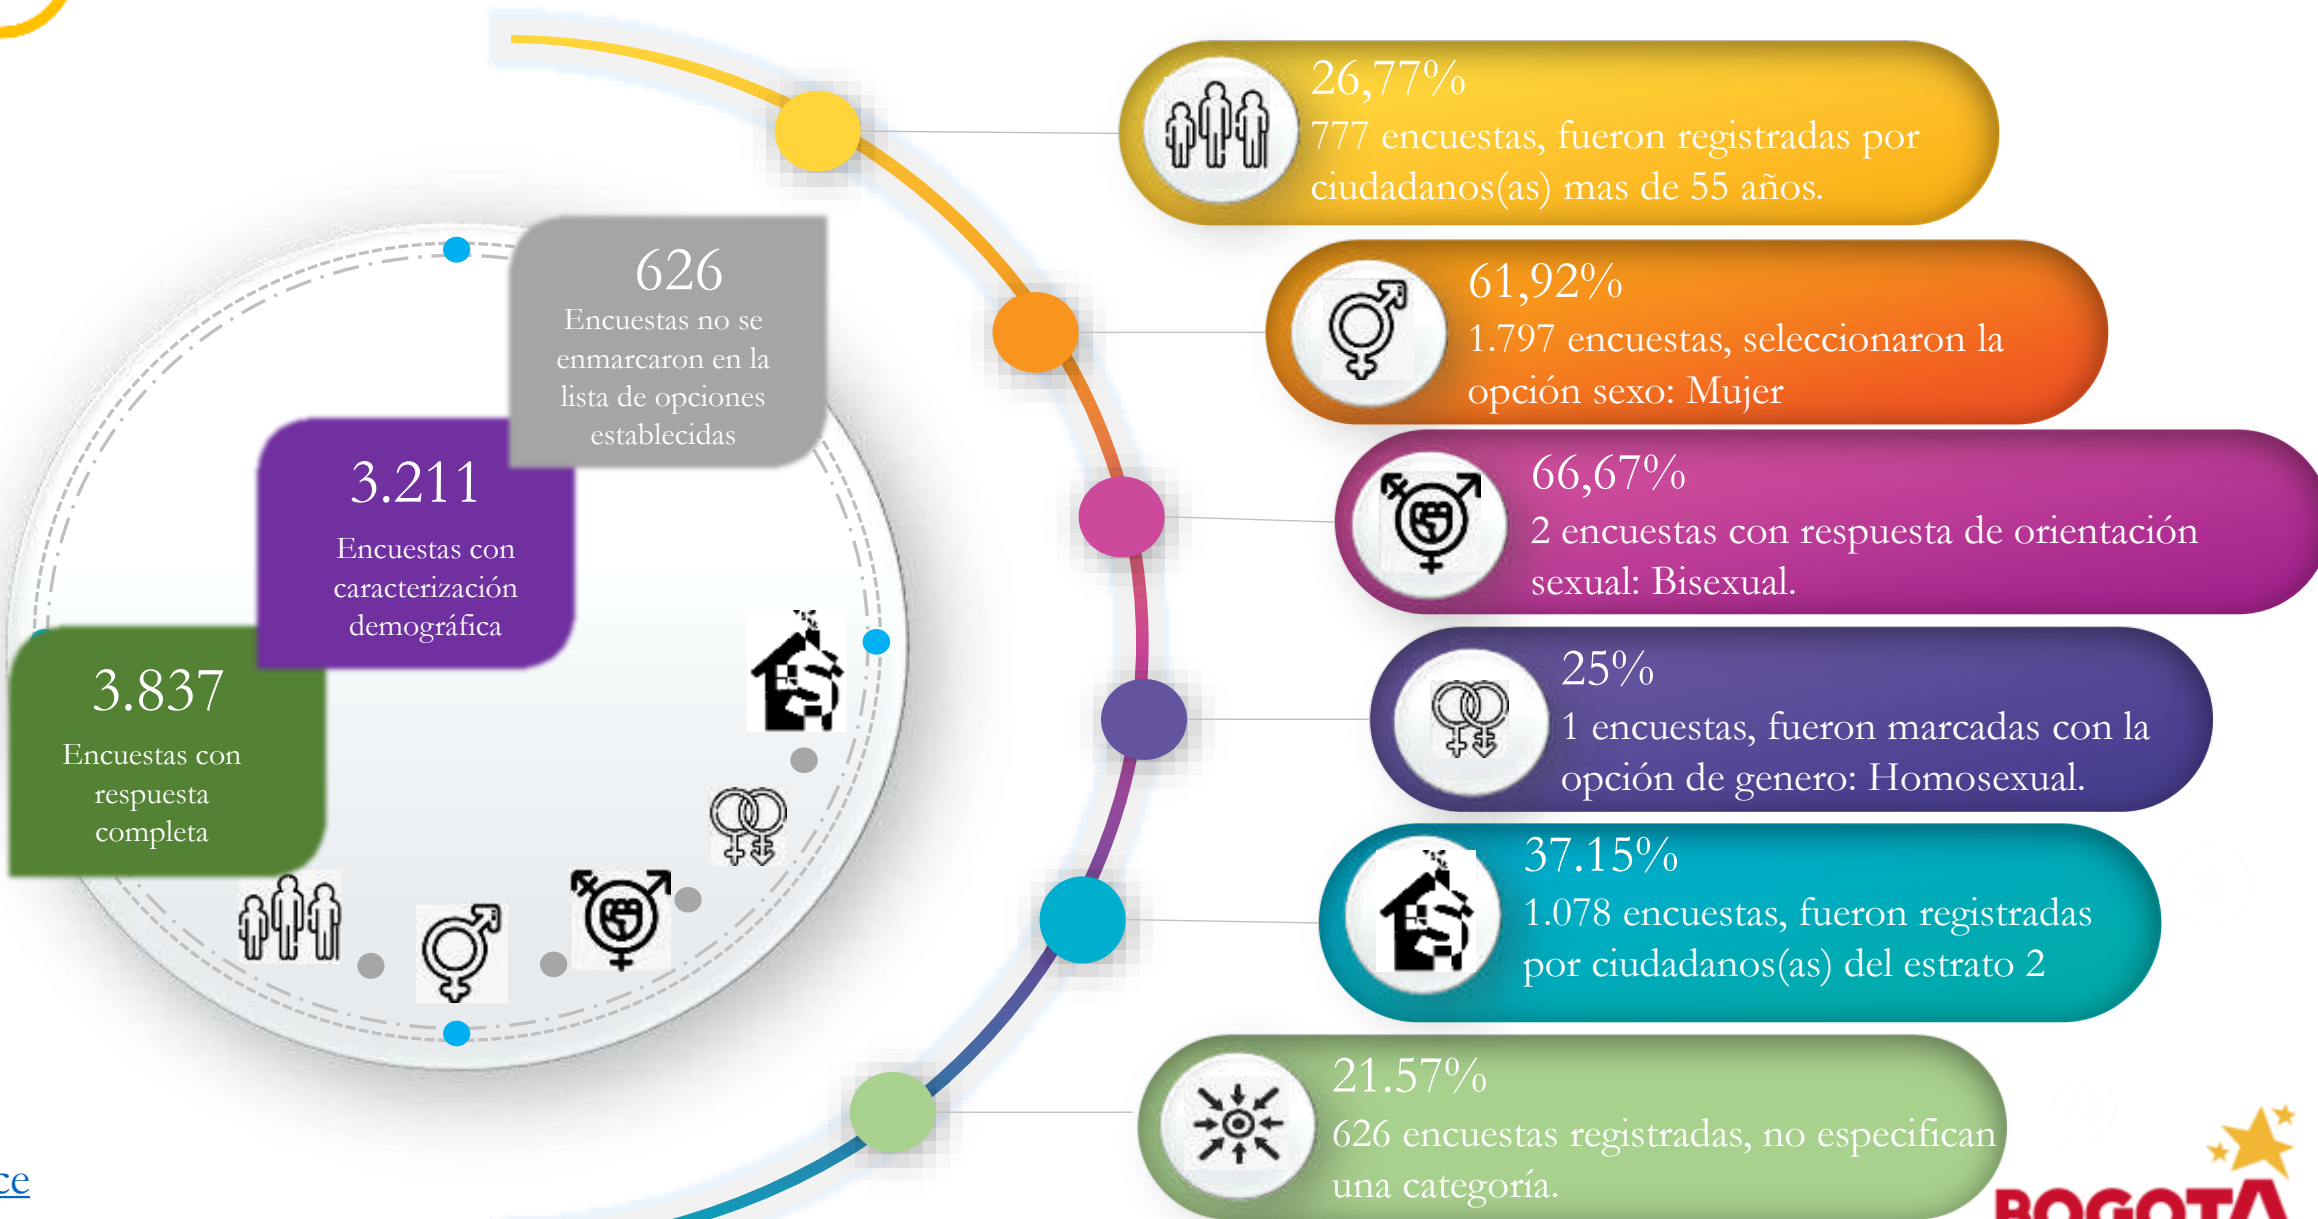 626
Encuestas no se
enmarcaron en la
lista de opciones
establecidas
3.211
Encuestas con
caracterización
demográfica
3.837
Encuestas con
respuesta
completa
26,77%
777 encuestas, fueron registradas por
ciudadanos(as) mas de 55 años.
61,92%
1.797 encuestas, seleccionaron la
opción sexo: Mujer
66,67%
2 encuestas con respuesta de orientación
sexual: Bisexual.
25%
1 encuestas, fueron marcadas con la
opción de genero: Homosexual.
37.15%
1.078 encuestas, fueron registradas
por ciudadanos(as) del estrato 2
21.57%
626 encuestas registradas, no especifican
una categoría.
BOGOTÁ